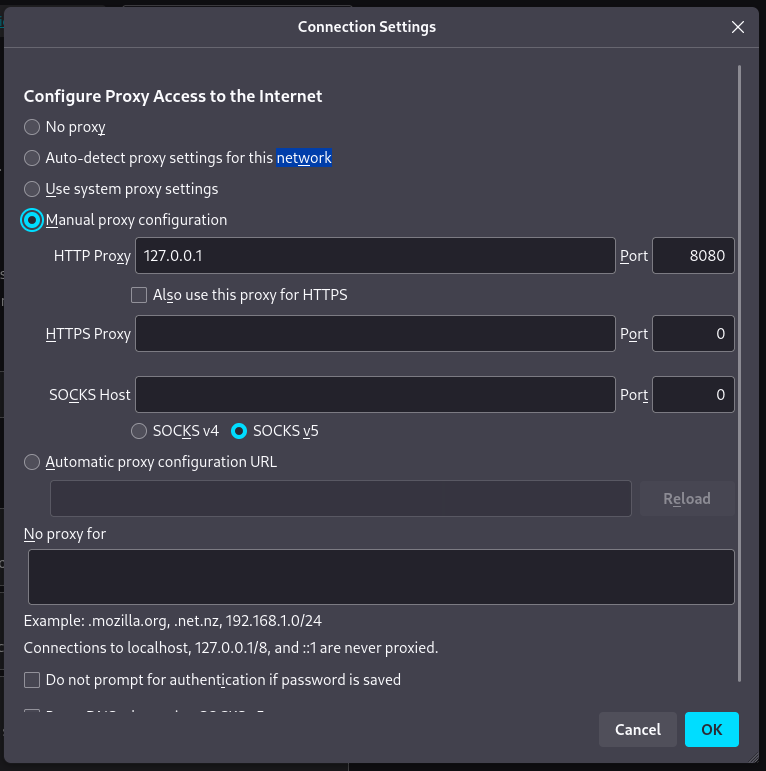 Connection Settings
Configure Proxy Access to the Internet
No proxy
Auto-detect proxy settings for this network
Use system proxy settings
Manual proxy configuration
HTTP Proxy 127.0.0.1 Port 8080
Also use this proxy for HTTPS
HTTPS Proxy Port 0
SOCKS Host Port 0
SOCKS v4 SOCKS v5
Automatic proxy configuration URL
Reload
No proxy for
Example: .mozilla.org, .net.nz, 192.168.1.0/24
Connections to localhost, 127.0.0.1/8, and ::1 are never proxied.
Do not prompt for authentication if password is saved
Cancel OK